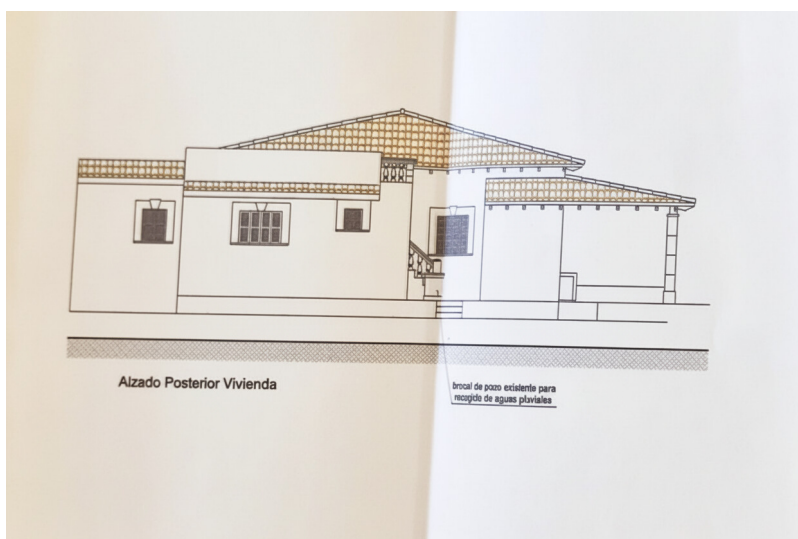 Alzado Posterior Vivienda
brocal de pozo existente para
recogida de aguas pluviales